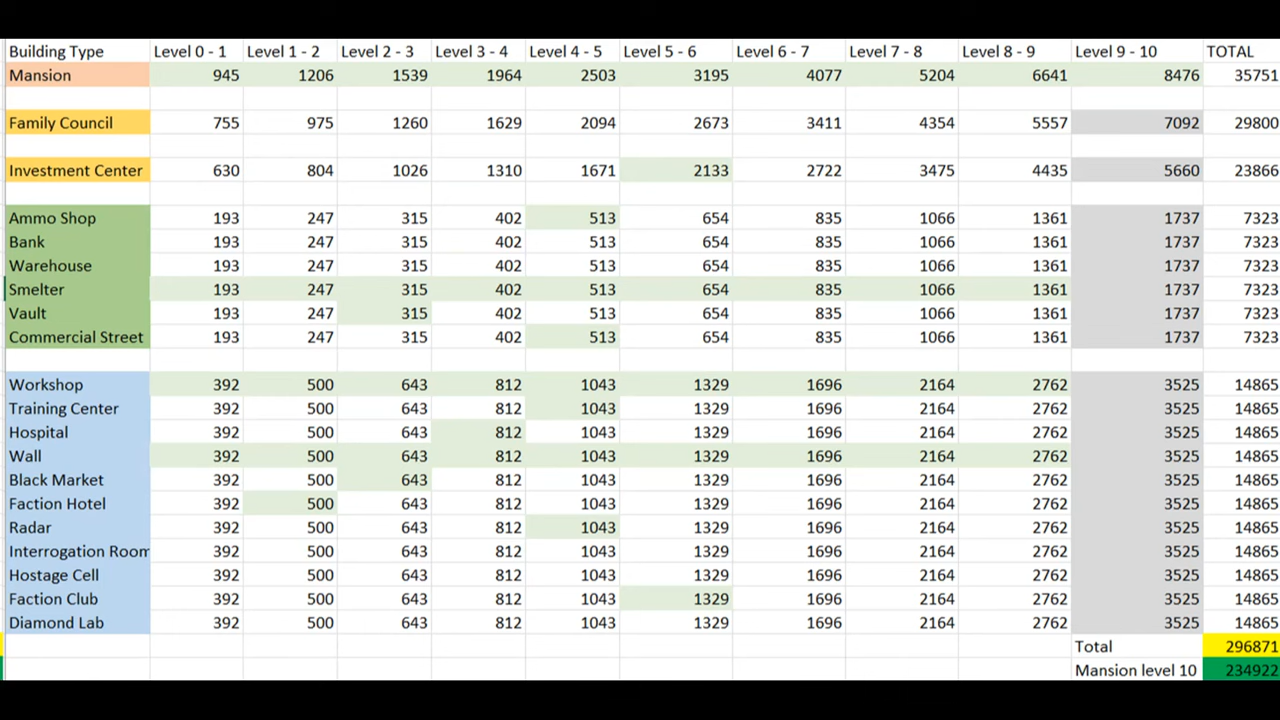 Building Type Level 0 - 1 Level 1 - 2 Level 2 - 3 Level 3 - 4 Level 4 - 5 Level 5 - 6 Level 6 - 7 Level 7 - 8 Level 8 - 9 Level 9 - 10 TOTAL
Mansion 945 1206 1539 1964 2503 3195 4077 5204 6641 8476 35751
Family Council 755 975 1260 1629 2094 2673 3411 4354 5557 7092 29800
Investment Center 630 804 1026 1310 1671 2133 2722 3475 4435 5660 23866
Ammo Shop 193 247 315 402 513 654 835 1066 1361 1737 7323
Bank 193 247 315 402 513 654 835 1066 1361 1737 7323
Warehouse 193 247 315 402 513 654 835 1066 1361 1737 7323
Smelter 193 247 315 402 513 654 835 1066 1361 1737 7323
Vault 193 247 315 402 513 654 835 1066 1361 1737 7323
Commercial Street 193 247 315 402 513 654 835 1066 1361 1737 7323
Workshop 392 500 643 812 1043 1329 1696 2164 2762 3525 14865
Training Center 392 500 643 812 1043 1329 1696 2164 2762 3525 14865
Hospital 392 500 643 812 1043 1329 1696 2164 2762 3525 14865
Wall 392 500 643 812 1043 1329 1696 2164 2762 3525 14865
Black Market 392 500 643 812 1043 1329 1696 2164 2762 3525 14865
Faction Hotel 392 500 643 812 1043 1329 1696 2164 2762 3525 14865
Radar 392 500 643 812 1043 1329 1696 2164 2762 3525 14865
Interrogation Room 392 500 643 812 1043 1329 1696 2164 2762 3525 14865
Hostage Cell 392 500 643 812 1043 1329 1696 2164 2762 3525 14865
Faction Club 392 500 643 812 1043 1329 1696 2164 2762 3525 14865
Diamond Lab 392 500 643 812 1043 1329 1696 2164 2762 3525 14865
Total 296871
Mansion level 10 234922